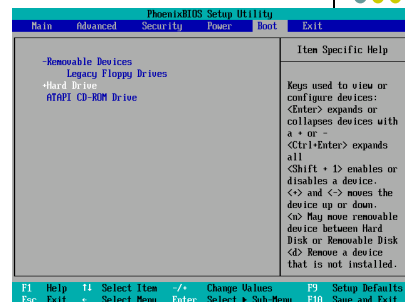 PhoenixBIOS Setup Utility
Main Advanced Security Power Boot Exit
-Removable Devices
Legacy Floppy Drives
+Hard Drive
ATAPI CD-ROM Drive
Item Specific Help
Keys used to view or
configure devices:
<Enter> expands or
collapses devices with
a + or -
<Ctrl+Enter> expands
all
<Shift + 1> enables or
disables a device.
<+> and <-> moves the
device up or down.
<n> May move removable
device between Hard
Disk or Removable Disk
<d> Remove a device
that is not installed.
F1 Help ↑↓ Select Item -/+ Change Values F9 Setup Defaults
Esc Exit Select Menu Enter Select ▶ Sub-Menu F10 Save and Exit